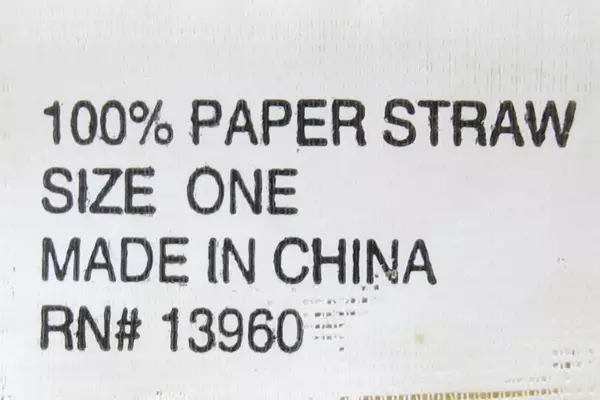 100% PAPER STRAW
SIZE ONE
MADE IN CHINA
RN# 13960